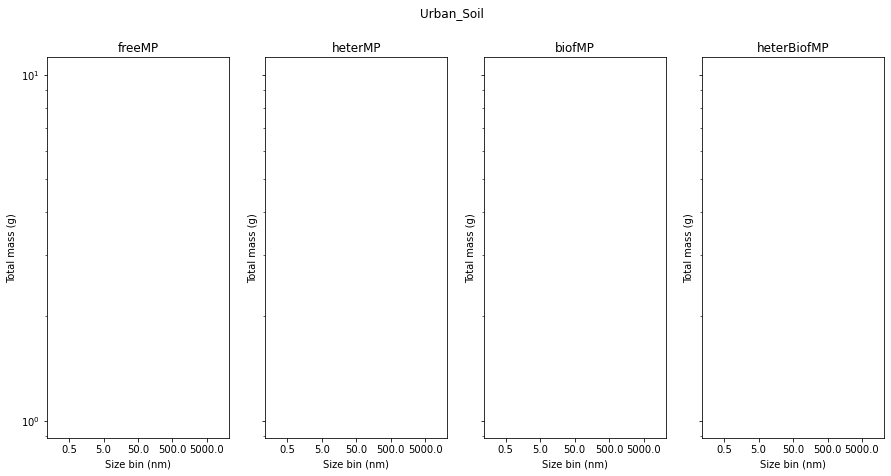 Urban_Soil
freeMP
heterMP
biofMP
heterBiofMP
10¹
10⁰
Total mass (g)
Total mass (g)
Total mass (g)
Total mass (g)
0.5 5.0 50.0 500.0 5000.0
0.5 5.0 50.0 500.0 5000.0
0.5 5.0 50.0 500.0 5000.0
0.5 5.0 50.0 500.0 5000.0
Size bin (nm)
Size bin (nm)
Size bin (nm)
Size bin (nm)